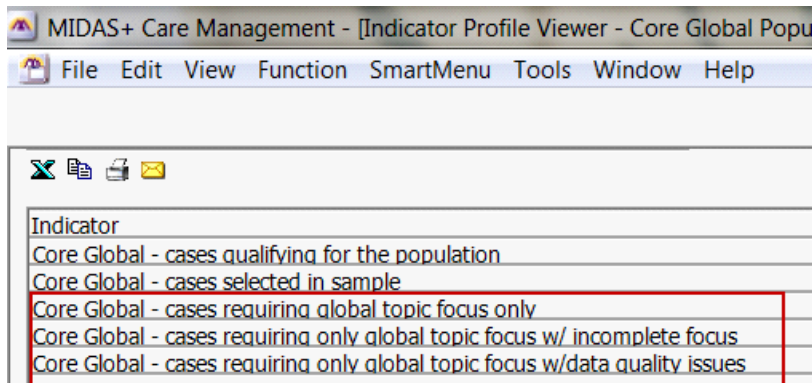 MIDAS+ Care Management - [Indicator Profile Viewer - Core Global Popu
File Edit View Function SmartMenu Tools Window Help
Indicator
Core Global - cases qualifying for the population
Core Global - cases selected in sample
Core Global - cases requiring global topic focus only
Core Global - cases requiring only global topic focus w/ incomplete focus
Core Global - cases requiring only global topic focus w/data quality issues